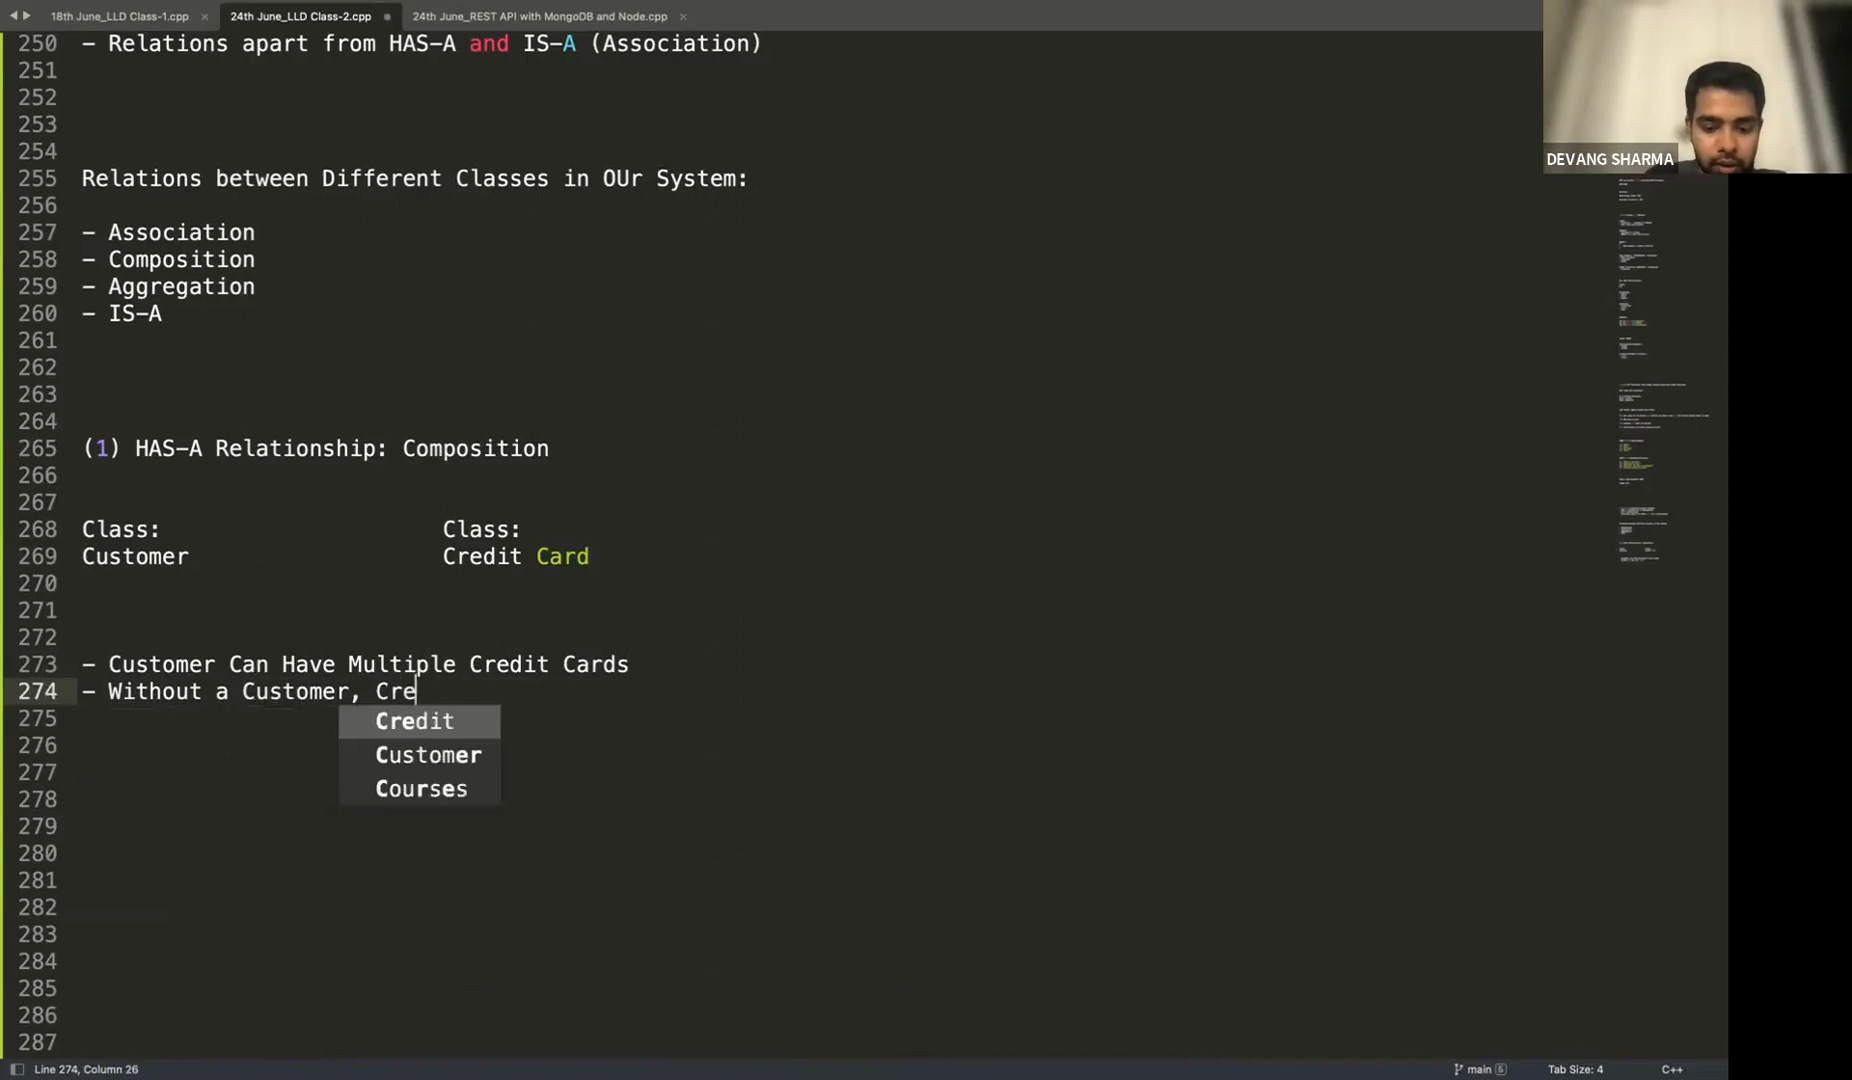 18th June_LLD Class-1.cpp
24th June_LLD Class-2.cpp
24th June_REST API with MongoDB and Node.cpp
250 - Relations apart from HAS-A and IS-A (Association)
251
252
253
254
255 Relations between Different Classes in OUr System:
256
257 - Association
258 - Composition
259 - Aggregation
260 - IS-A
261
262
263
264
265 (1) HAS-A Relationship: Composition
266
267
268 Class: Class:
269 Customer Credit Card
270
271
272
273 - Customer Can Have Multiple Credit Cards
274 - Without a Customer, Cre
275 Credit
276 Customer
277
278 Courses
279
280
281
282
283
284
285
286
287
DEVANG SHARMA
Line 274, Column 26
main 5
Tab Size: 4
C++